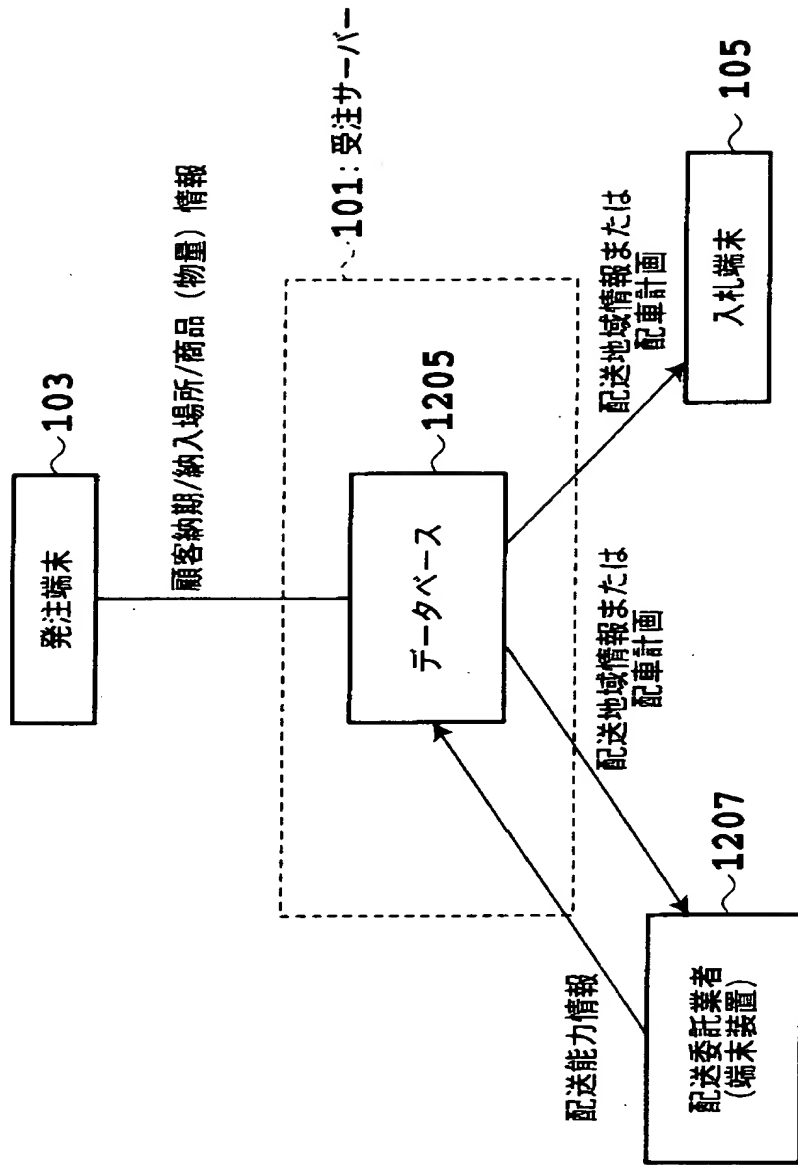 発注端末
103
顧客納期/納入場所/商品（物量）情報
101:受注サーバー
データベース
1205
配送能力情報
配送地域情報または
配車計画
配送地域情報または
配車計画
配送委託業者
(端末装置)
1207
入札端末
105